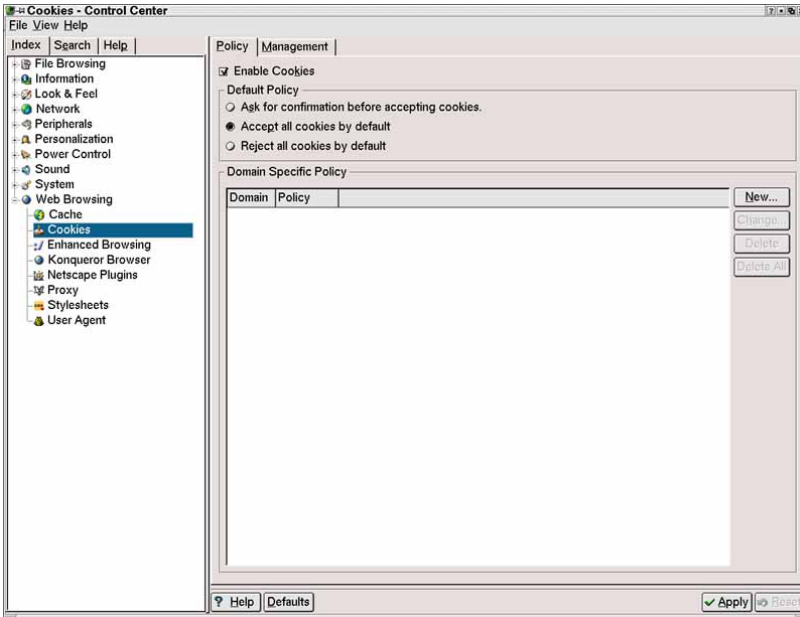 Cookies - Control Center
File View Help
Index Search Help
File Browsing
Information
Look & Feel
Network
Peripherals
Personalization
Power Control
Sound
System
Web Browsing
Cache
Cookies
Enhanced Browsing
Konqueror Browser
Netscape Plugins
Proxy
Stylesheets
User Agent
Policy Management
Enable Cookies
Default Policy
Ask for confirmation before accepting cookies.
Accept all cookies by default
Reject all cookies by default
Domain Specific Policy
Domain Policy
New...
Change...
Delete
Delete All
? Help Defaults
Apply Reset